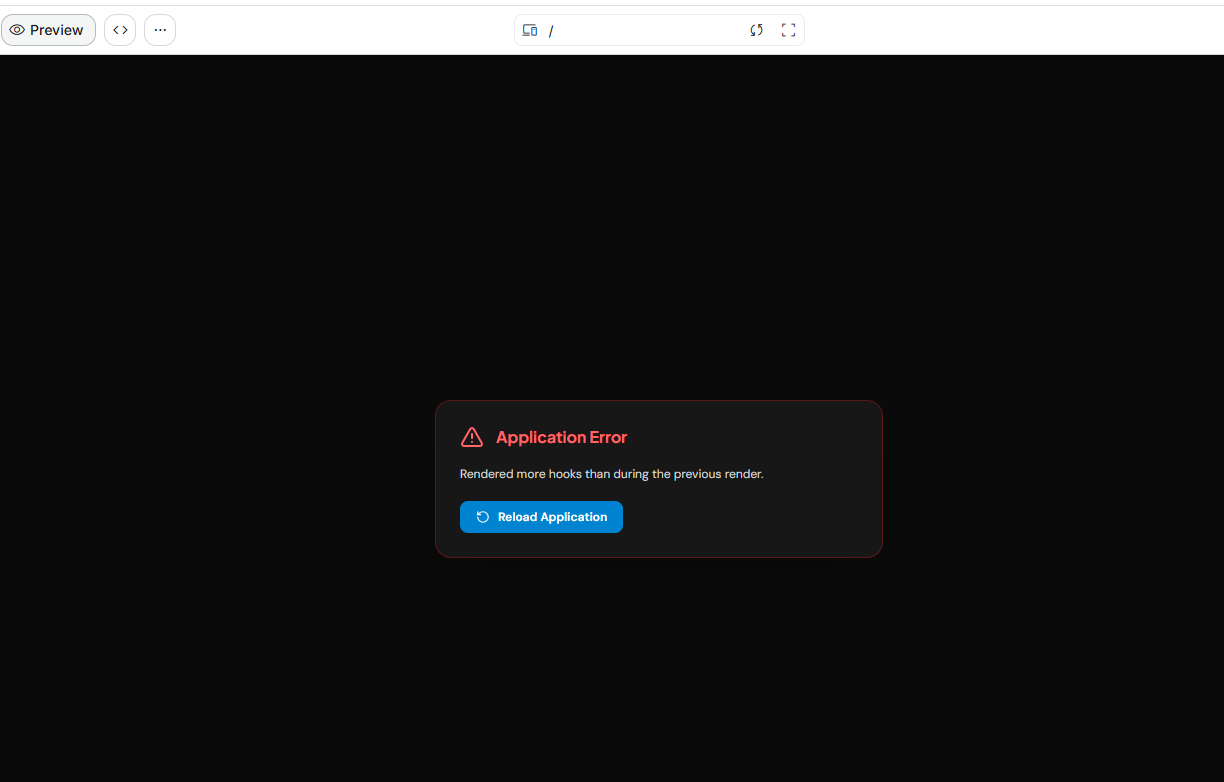 Preview
/
Application Error
Rendered more hooks than during the previous render.
Reload Application